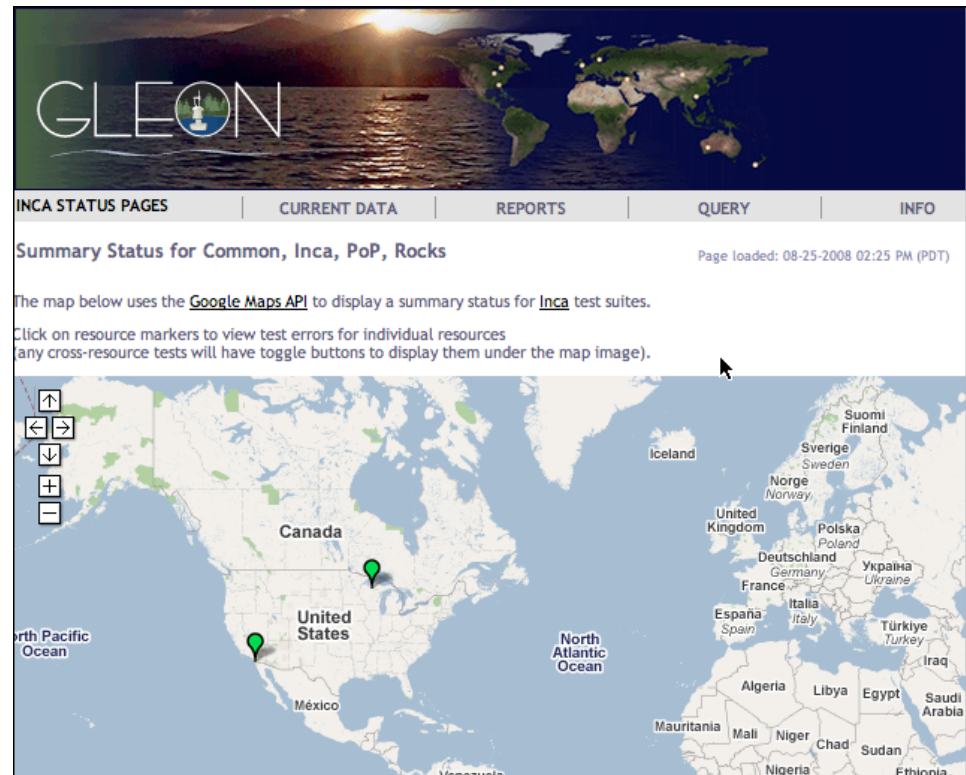 GLEON
INCA STATUS PAGES
CURRENT DATA
REPORTS
QUERY
INFO
Summary Status for Common, Inca, PoP, Rocks
Page loaded: 08-25-2008 02:25 PM (PDT)
The map below uses the Google Maps API to display a summary status for Inca test suites.
Click on resource markers to view test errors for individual resources
(any cross-resource tests will have toggle buttons to display them under the map image).
Suomi
Finland
Iceland
Sverige
Sweden
Norge
Norway
United
Kingdom
Canada
Polska
Poland
Deutschland
Germany
Україна
Ukraine
France
United
States
España
Spain
Italia
Italy
Türkiye
Turkey
rth Pacific
Ocean
North
Atlantic
Ocean
Iraq
Algeria
Libya
Egypt
Saudi
Arabia
México
Mauritania
Mali
Niger
Chad
Sudan
Nigeria
Ethiopia
Venezuela